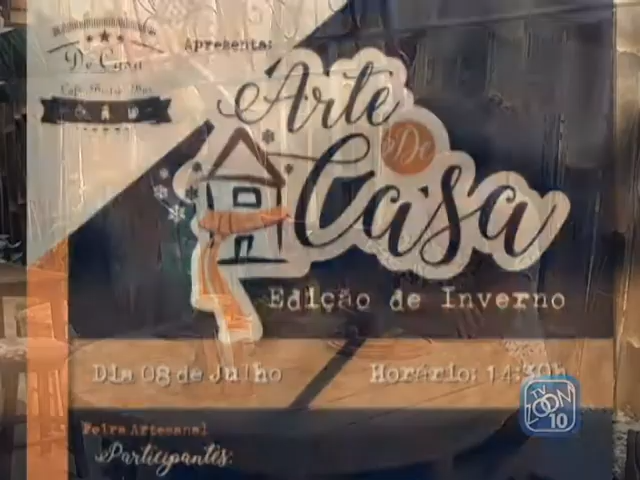 De Casa
Apresenta:
Arte
De
Casa
Edição de Inverno
Dia 08 de Julho
Horário: 14:30h
TV
ZOOM
10
Feira Artesanal
Participantes: